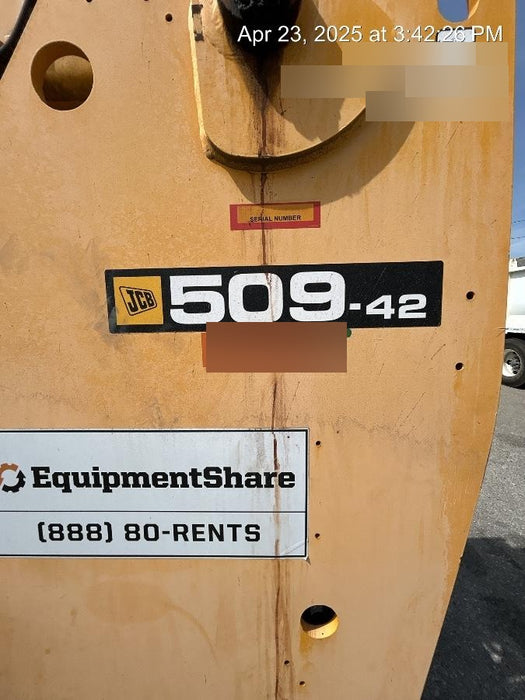 Apr 23, 2025 at 3:42:26 PM
SERIAL NUMBER
JCB 509-42
EquipmentShare
(888) 80-RENTS